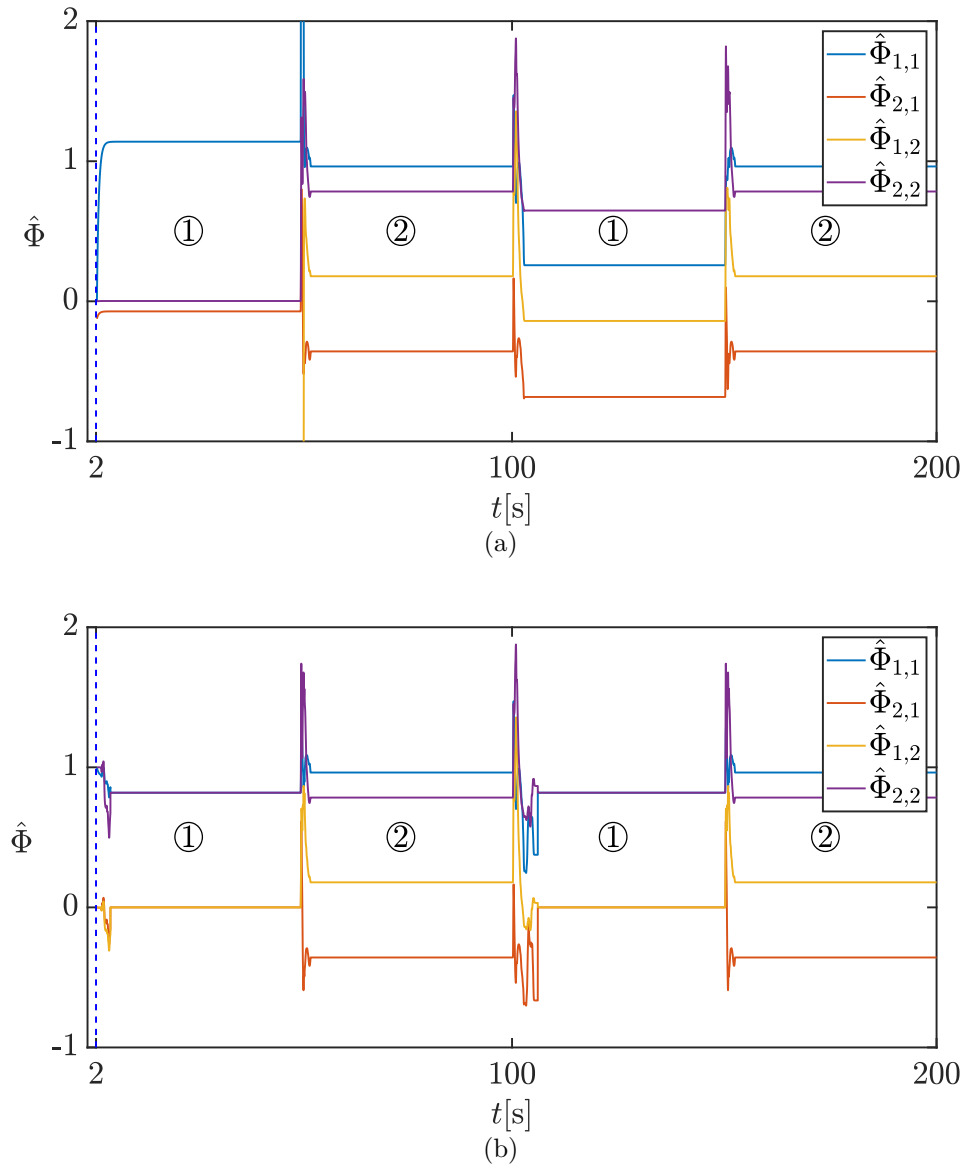 2
1
0
-1
Φ̂
① ② ① ②
Φ̂₁,₁
Φ̂₂,₁
Φ̂₁,₂
Φ̂₂,₂
2 100 200
t[s]
(a)
2
1
0
-1
Φ̂
① ② ① ②
Φ̂₁,₁
Φ̂₂,₁
Φ̂₁,₂
Φ̂₂,₂
2 100 200
t[s]
(b)